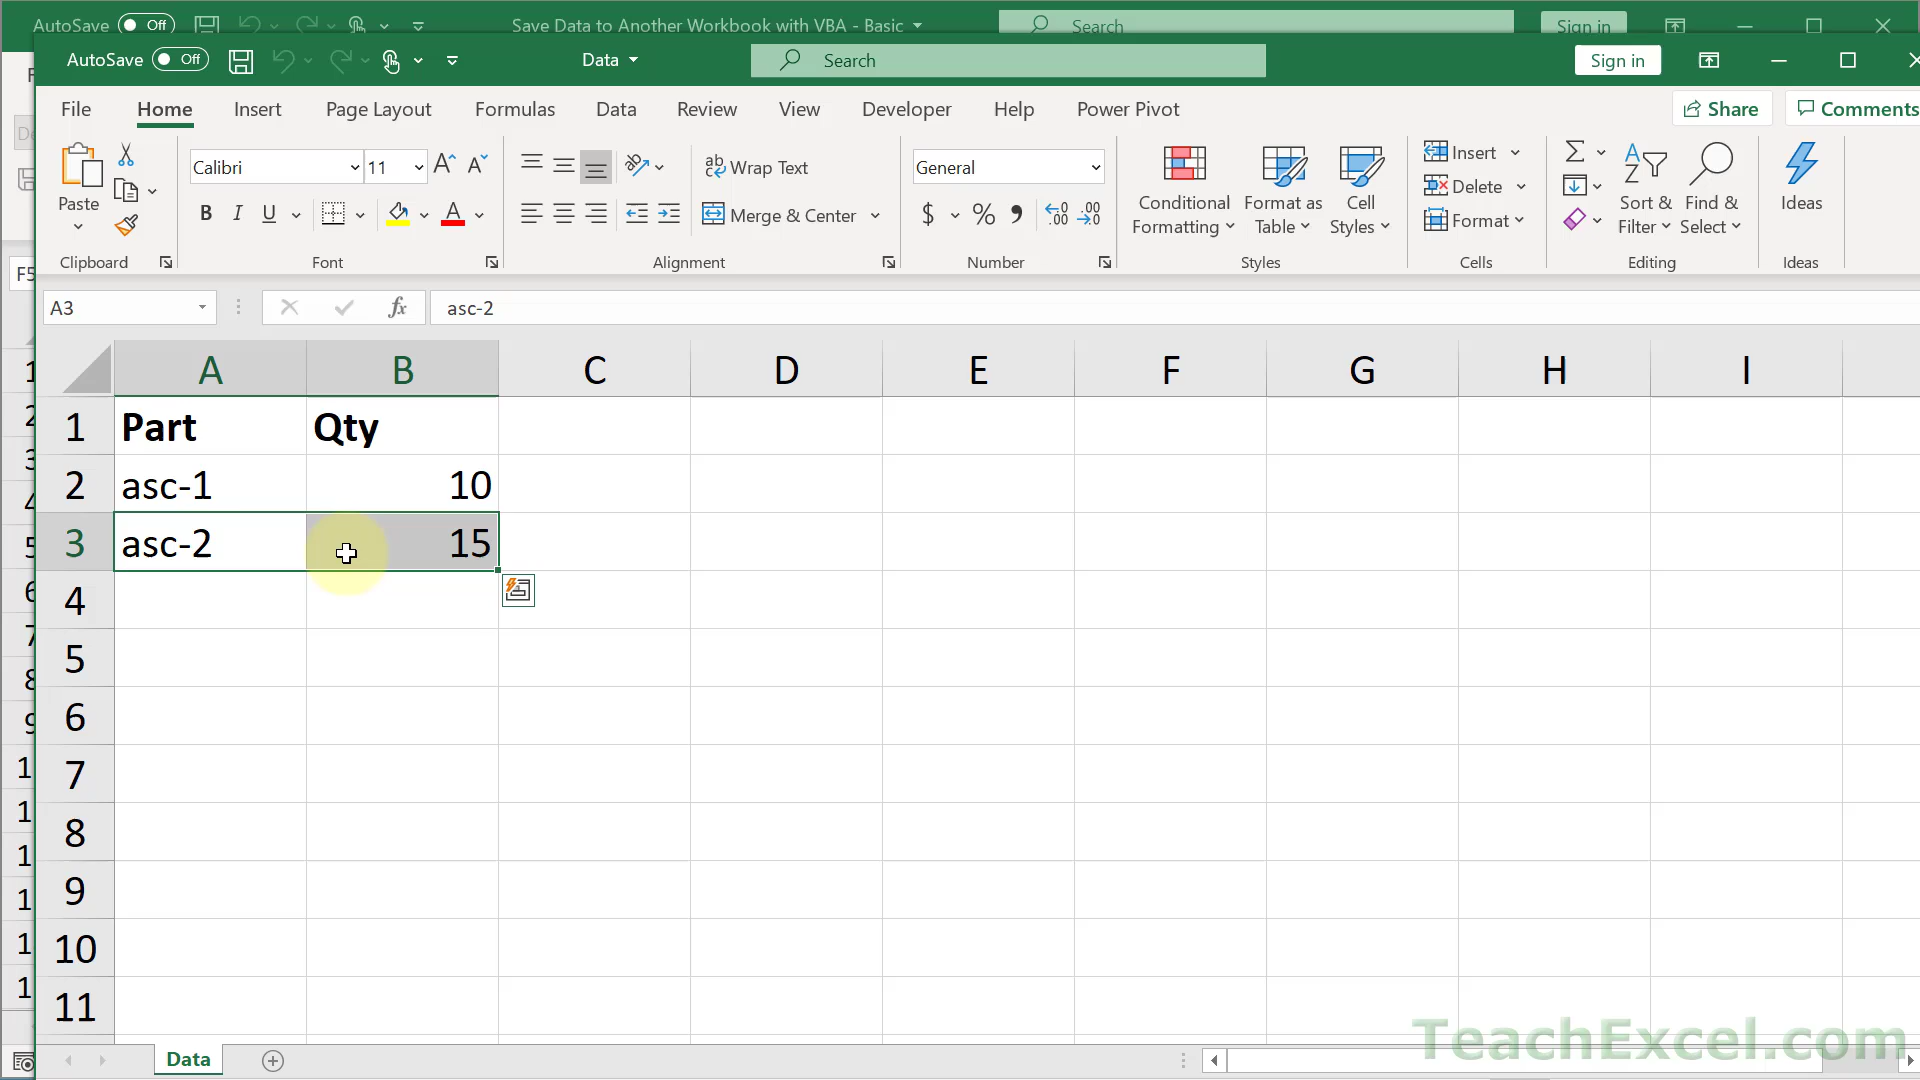 AutoSave Off Save Data to Another Workbook with VBA - Basic Search Sign in
AutoSave Off Data Search Sign in
File Home Insert Page Layout Formulas Data Review View Developer Help Power Pivot Share Comments
Paste Calibri 11 Wrap Text General Conditional Formatting Format as Table Cell Styles Insert Sort & Filter Find & Select Ideas
B I U Merge & Center $ % Delete
Format
Clipboard Font Alignment Number Styles Cells Editing Ideas
F5
A3 fx asc-2
A B C D E F G H I
1 Part Qty
2 asc-1 10
3 asc-2 15
4
5
6
7
8
9
10
11
Data
TeachExcel.com